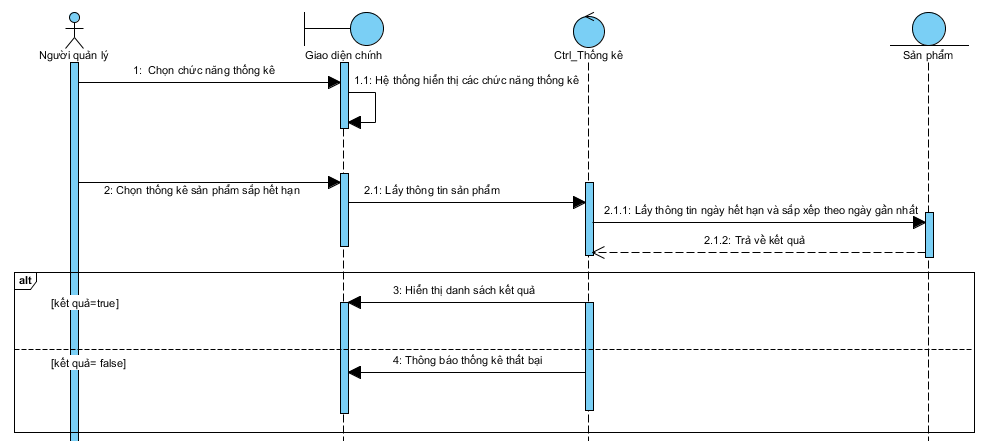 Người quản lý
Giao diện chính
Ctrl_Thống kê
Sản phẩm
1: Chọn chức năng thống kê
1.1: Hệ thống hiển thị các chức năng thống kê
2: Chọn thống kê sản phẩm sắp hết hạn
2.1: Lấy thông tin sản phẩm
2.1.1: Lấy thông tin ngày hết hạn và sắp xếp theo ngày gần nhất
2.1.2: Trả về kết quả
alt
3: Hiển thị danh sách kết quả
[kết quả=true]
4: Thông báo thống kê thất bại
[kết quả= false]